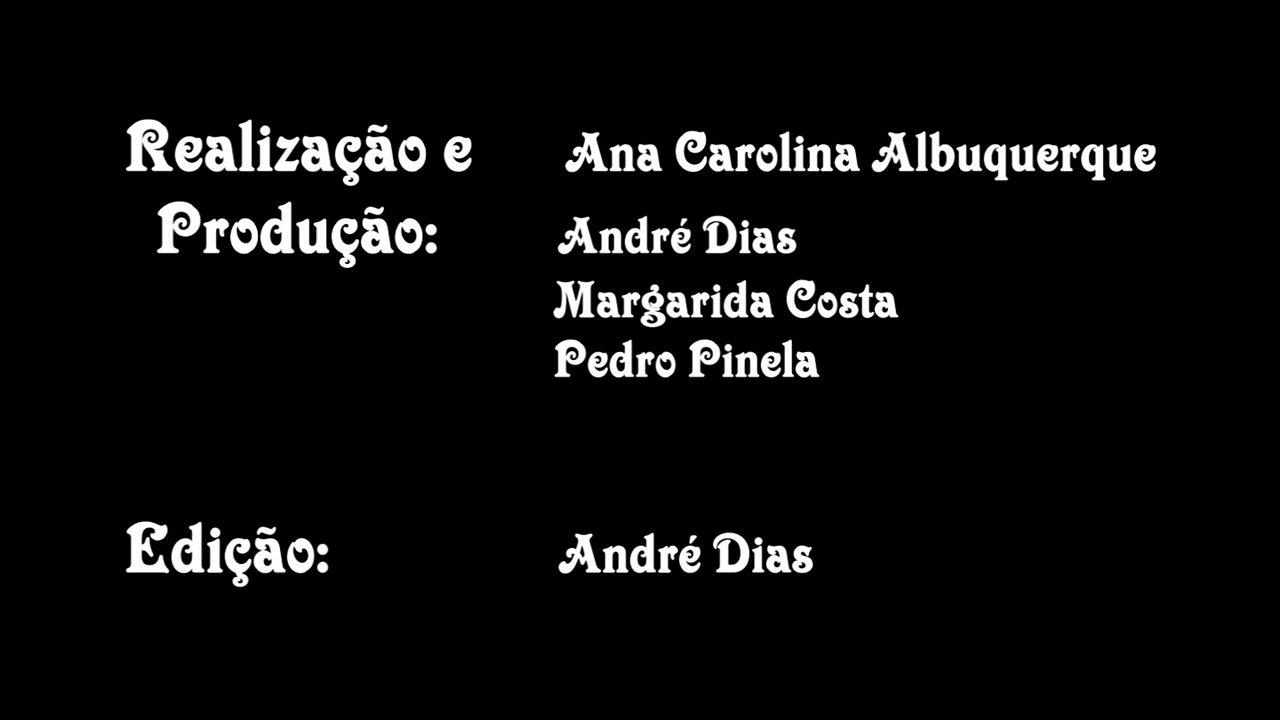 Realização e Ana Carolina Albuquerque
Produção: André Dias
Margarida Costa
Pedro Pinela
Edição: André Dias